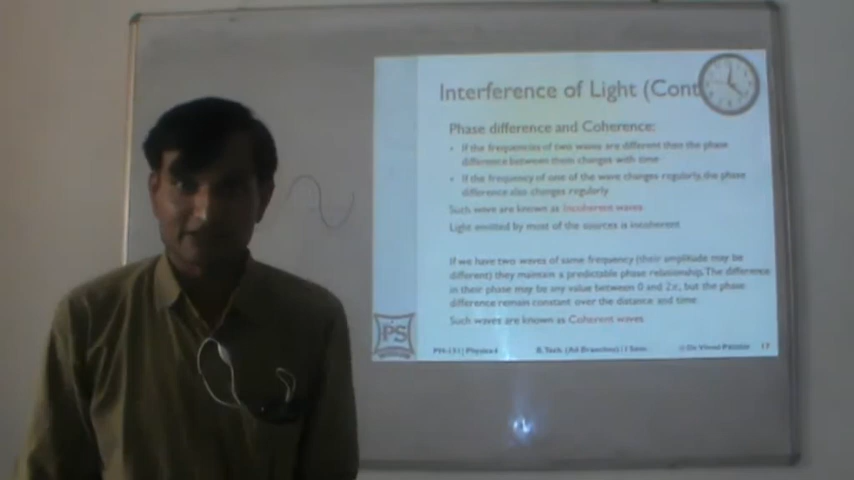 Interference of Light (Cont
Phase difference and Coherence:
• If the frequencies of two waves are different then the phase
difference between them changes with time
• If the frequency of one of the wave changes regularly, the phase
difference also changes regularly
Such wave are known as Incoherent waves
Light emitted by most of the sources is incoherent
If we have two waves of same frequency (their amplitude may be
different) they maintain a predictable phase relationship. The difference
in their phase may be any value between 0 and 2π, but the phase
difference remain constant over the distance and time
Such waves are known as Coherent waves
PS
B. Tech. (All Branches) I Sem. 17